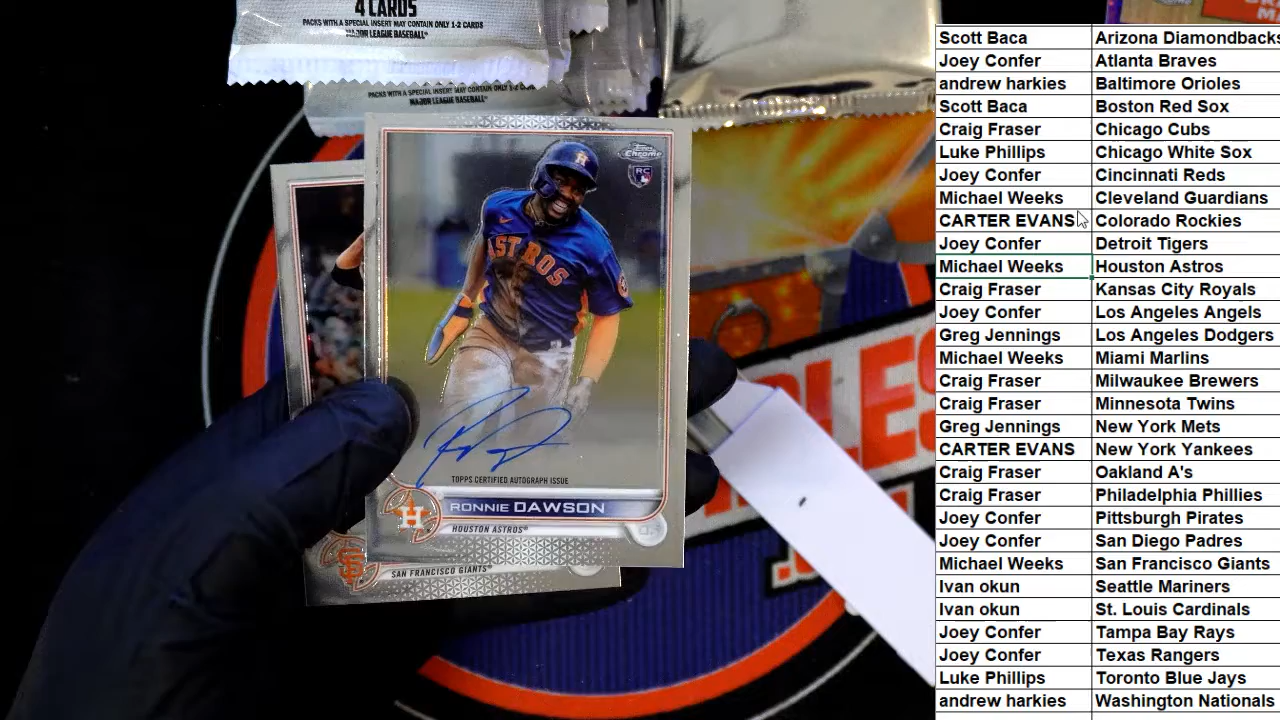 4 CARDS
PACKS WITH A SPECIAL INSERT MAY CONTAIN ONLY 1-2 CARDS
MAJOR LEAGUE BASEBALL®
PACKS WITH A SPECIAL INSERT MAY CONTAIN ONLY 1-2 C
MAJOR LEAGUE BASEBALL®
Topps
Chrome
RC
ASTROS
TOPPS CERTIFIED AUTOGRAPH ISSUE
H
RONNIE DAWSON
HOUSTON ASTROS®
SF
SAN FRANCISCO GIANTS®
LES
Scott Baca Arizona Diamondbacks
Joey Confer Atlanta Braves
andrew harkies Baltimore Orioles
Scott Baca Boston Red Sox
Craig Fraser Chicago Cubs
Luke Phillips Chicago White Sox
Joey Confer Cincinnati Reds
Michael Weeks Cleveland Guardians
CARTER EVANS Colorado Rockies
Joey Confer Detroit Tigers
Michael Weeks Houston Astros
Craig Fraser Kansas City Royals
Joey Confer Los Angeles Angels
Greg Jennings Los Angeles Dodgers
Michael Weeks Miami Marlins
Craig Fraser Milwaukee Brewers
Craig Fraser Minnesota Twins
Greg Jennings New York Mets
CARTER EVANS New York Yankees
Craig Fraser Oakland A's
Craig Fraser Philadelphia Phillies
Joey Confer Pittsburgh Pirates
Joey Confer San Diego Padres
Michael Weeks San Francisco Giants
Ivan okun Seattle Mariners
Ivan okun St. Louis Cardinals
Joey Confer Tampa Bay Rays
Joey Confer Texas Rangers
Luke Phillips Toronto Blue Jays
andrew harkies Washington Nationals